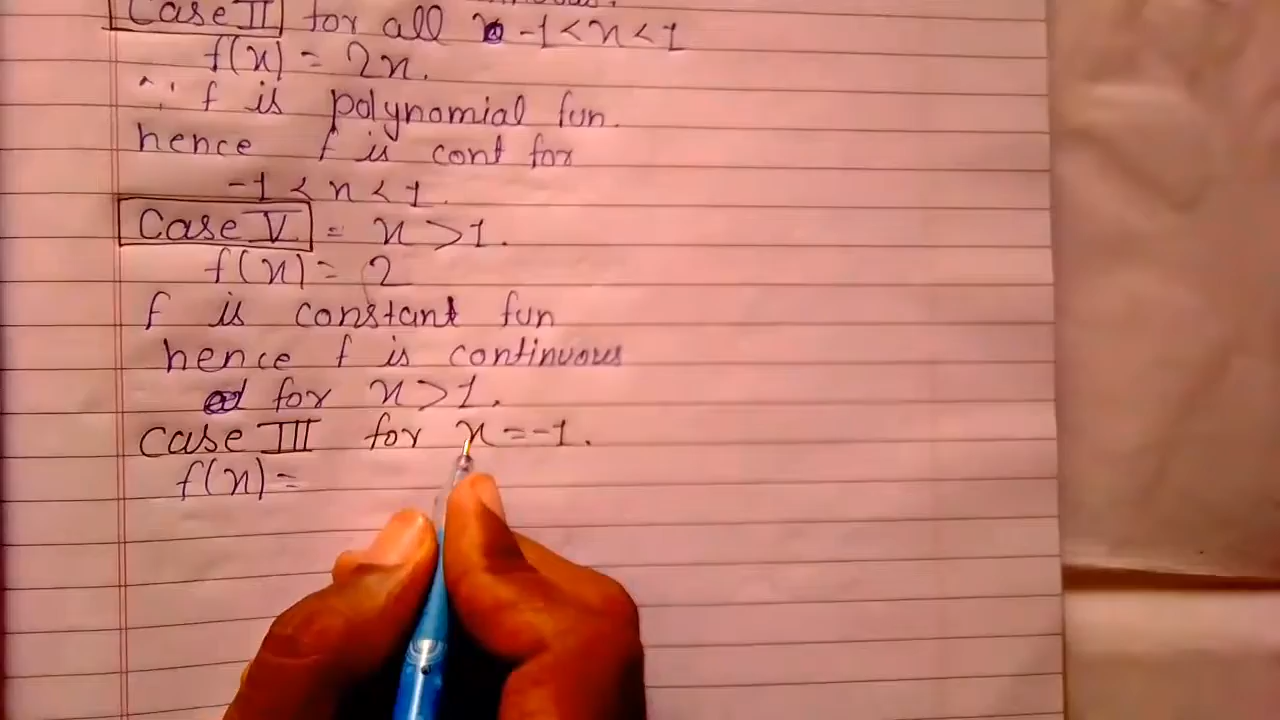 Case II for all -1<x<1
f(x) = 2x.
∵ f is polynomial fun.
hence f is cont for
-1 < x < 1.
Case V = x >1.
f(x) = 2
f is constant fun
hence f is continuous
for x >1.
Case III for x = -1.
f(x) =